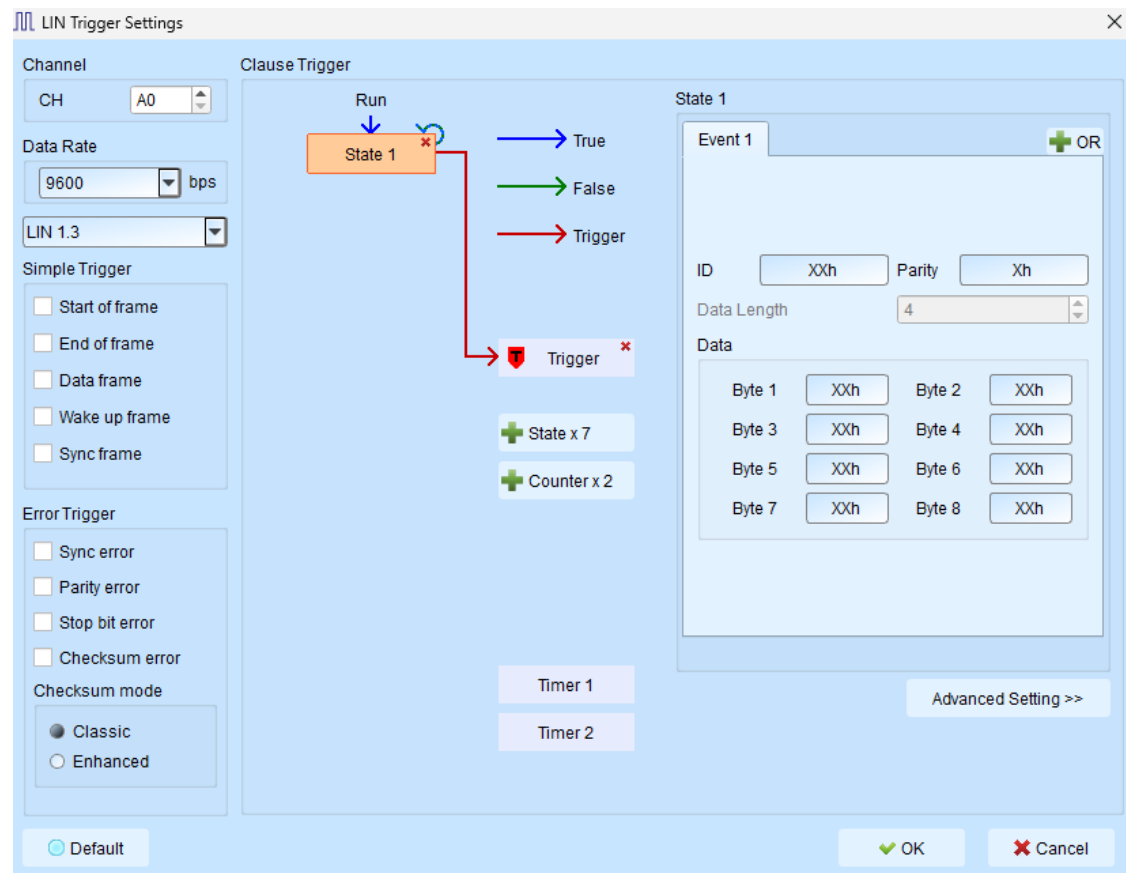 LIN Trigger Settings
Channel
CH A0
Data Rate
9600 bps
LIN 1.3
Simple Trigger
Start of frame
End of frame
Data frame
Wake up frame
Sync frame
Error Trigger
Sync error
Parity error
Stop bit error
Checksum error
Checksum mode
Classic
Enhanced
Default
Clause Trigger
Run
State 1
True
False
Trigger
T Trigger
State x 7
Counter x 2
Timer 1
Timer 2
State 1
Event 1
OR
ID XXh Parity Xh
Data Length 4
Data
Byte 1 XXh Byte 2 XXh
Byte 3 XXh Byte 4 XXh
Byte 5 XXh Byte 6 XXh
Byte 7 XXh Byte 8 XXh
Advanced Setting >>
OK
Cancel